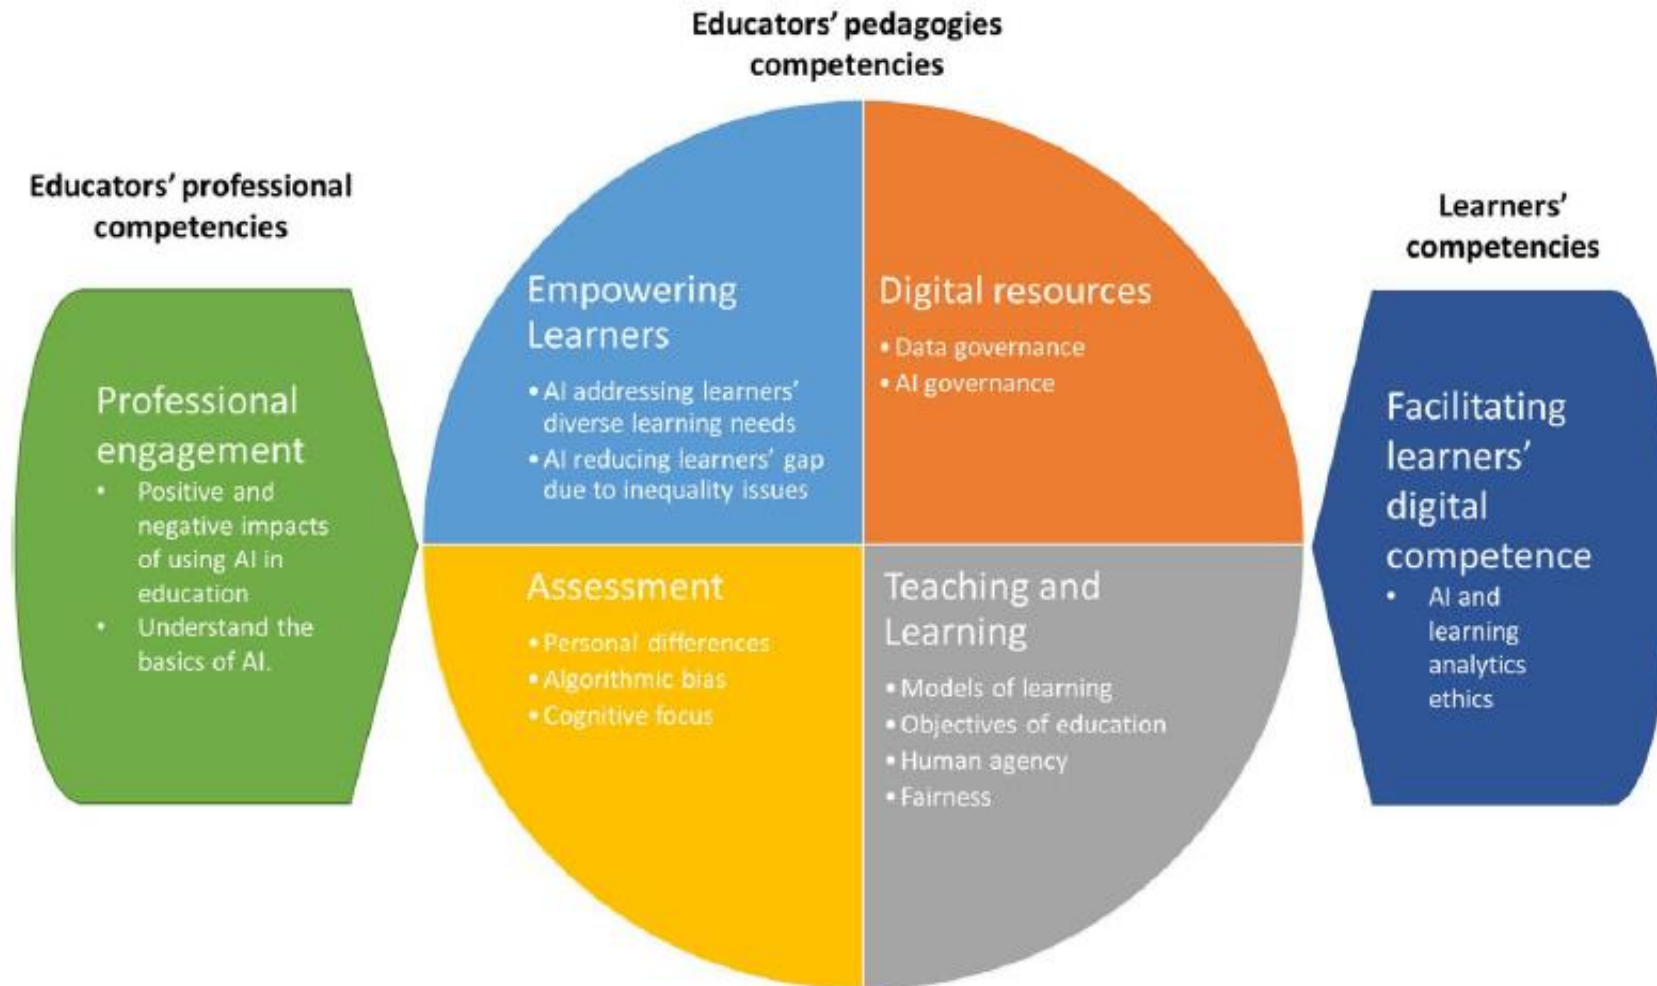 Educators' pedagogies
competencies
Educators' professional
competencies
Learners'
competencies
Professional
engagement
• Positive and
negative impacts
of using AI in
education
• Understand the
basics of AI.
Empowering
Learners
• AI addressing learners'
diverse learning needs
• AI reducing learners' gap
due to inequality issues
Digital resources
• Data governance
• AI governance
Assessment
• Personal differences
• Algorithmic bias
• Cognitive focus
Teaching and
Learning
• Models of learning
• Objectives of education
• Human agency
• Fairness
Facilitating
learners'
digital
competence
• AI and
learning
analytics
ethics